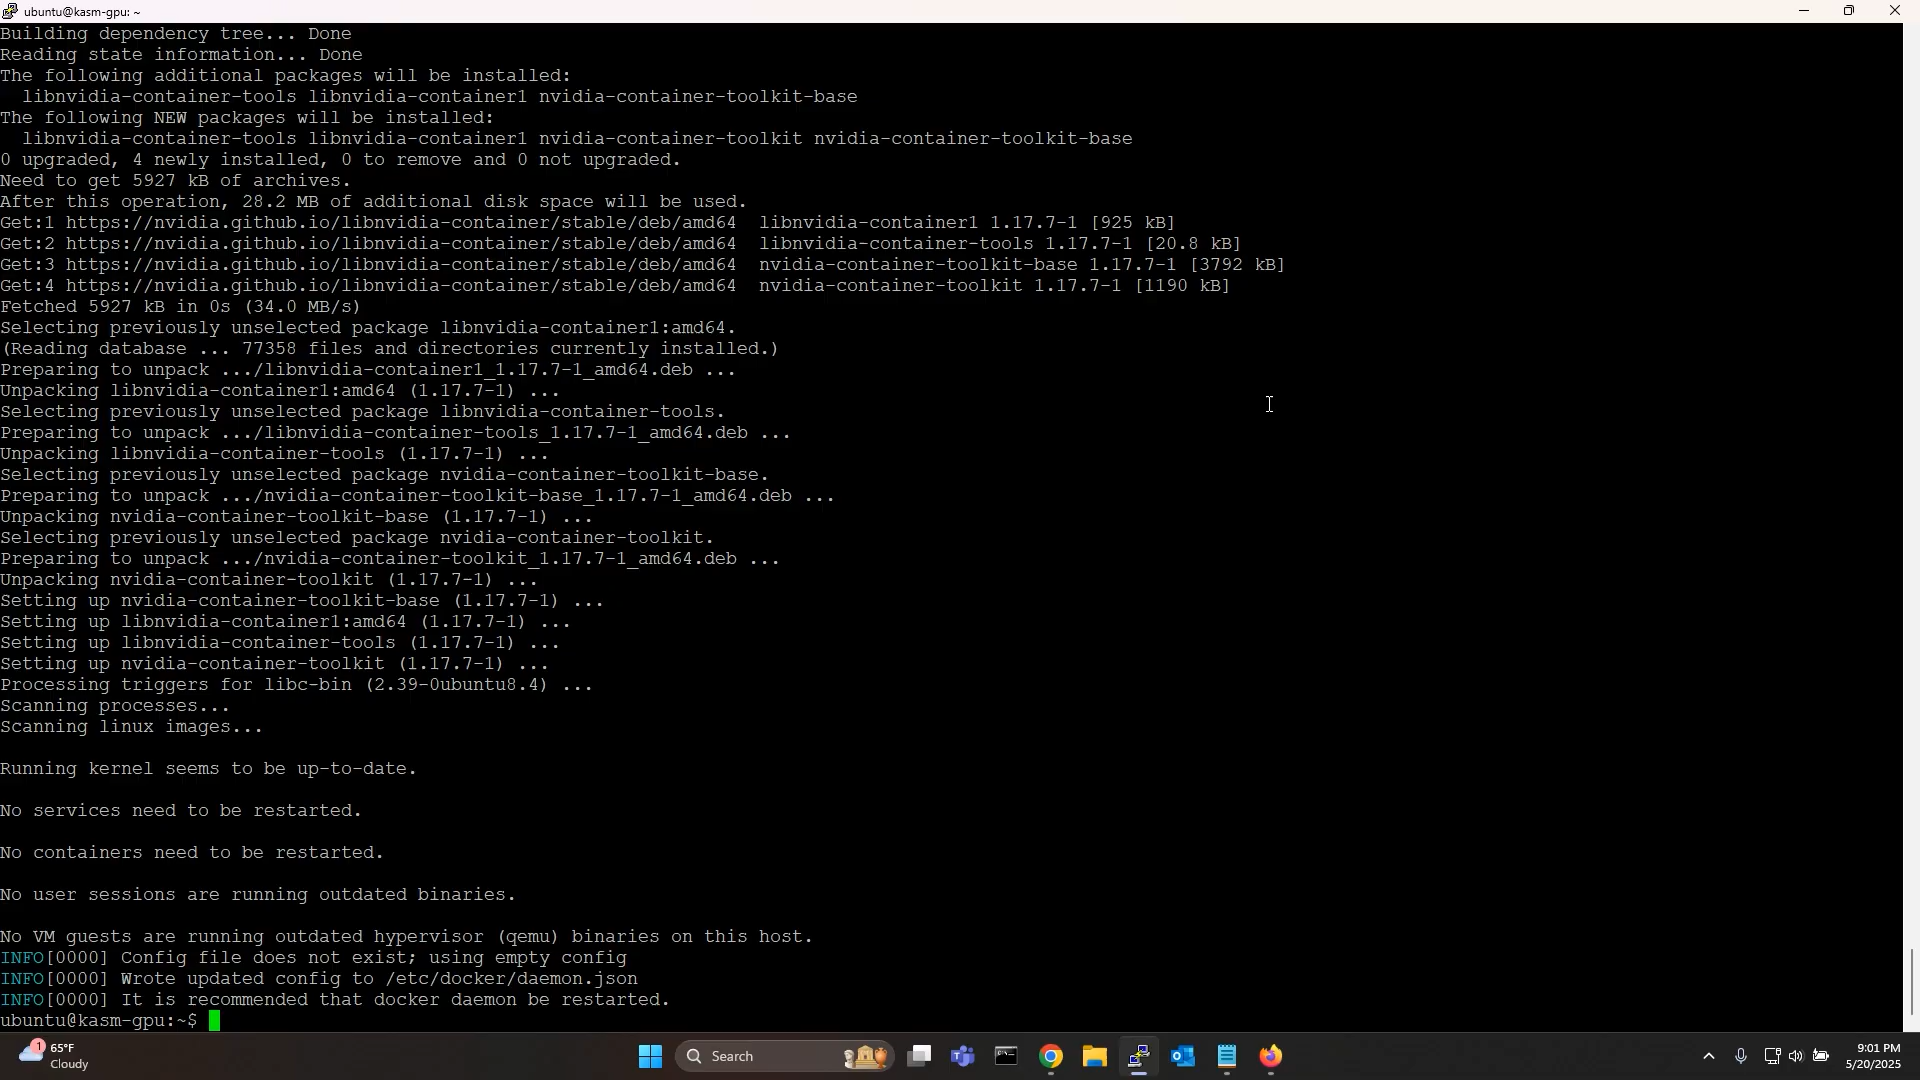 ubuntu@kasm-gpu: ~
Building dependency tree... Done
Reading state information... Done
The following additional packages will be installed:
  libnvidia-container-tools libnvidia-container1 nvidia-container-toolkit-base
The following NEW packages will be installed:
  libnvidia-container-tools libnvidia-container1 nvidia-container-toolkit nvidia-container-toolkit-base
0 upgraded, 4 newly installed, 0 to remove and 0 not upgraded.
Need to get 5927 kB of archives.
After this operation, 28.2 MB of additional disk space will be used.
Get:1 https://nvidia.github.io/libnvidia-container/stable/deb/amd64  libnvidia-container1 1.17.7-1 [925 kB]
Get:2 https://nvidia.github.io/libnvidia-container/stable/deb/amd64  libnvidia-container-tools 1.17.7-1 [20.8 kB]
Get:3 https://nvidia.github.io/libnvidia-container/stable/deb/amd64  nvidia-container-toolkit-base 1.17.7-1 [3792 kB]
Get:4 https://nvidia.github.io/libnvidia-container/stable/deb/amd64  nvidia-container-toolkit 1.17.7-1 [1190 kB]
Fetched 5927 kB in 0s (34.0 MB/s)
Selecting previously unselected package libnvidia-container1:amd64.
(Reading database ... 77358 files and directories currently installed.)
Preparing to unpack .../libnvidia-container1_1.17.7-1_amd64.deb ...
Unpacking libnvidia-container1:amd64 (1.17.7-1) ...
Selecting previously unselected package libnvidia-container-tools.
Preparing to unpack .../libnvidia-container-tools_1.17.7-1_amd64.deb ...
Unpacking libnvidia-container-tools (1.17.7-1) ...
Selecting previously unselected package nvidia-container-toolkit-base.
Preparing to unpack .../nvidia-container-toolkit-base_1.17.7-1_amd64.deb ...
Unpacking nvidia-container-toolkit-base (1.17.7-1) ...
Selecting previously unselected package nvidia-container-toolkit.
Preparing to unpack .../nvidia-container-toolkit_1.17.7-1_amd64.deb ...
Unpacking nvidia-container-toolkit (1.17.7-1) ...
Setting up nvidia-container-toolkit-base (1.17.7-1) ...
Setting up libnvidia-container1:amd64 (1.17.7-1) ...
Setting up libnvidia-container-tools (1.17.7-1) ...
Setting up nvidia-container-toolkit (1.17.7-1) ...
Processing triggers for libc-bin (2.39-0ubuntu8.4) ...
Scanning processes...
Scanning linux images...
Running kernel seems to be up-to-date.
No services need to be restarted.
No containers need to be restarted.
No user sessions are running outdated binaries.
No VM guests are running outdated hypervisor (qemu) binaries on this host.
INFO[0000] Config file does not exist; using empty config
INFO[0000] Wrote updated config to /etc/docker/daemon.json
INFO[0000] It is recommended that docker daemon be restarted.
ubuntu@kasm-gpu:~$
1
65°F
Cloudy
Search
9:01 PM
5/20/2025